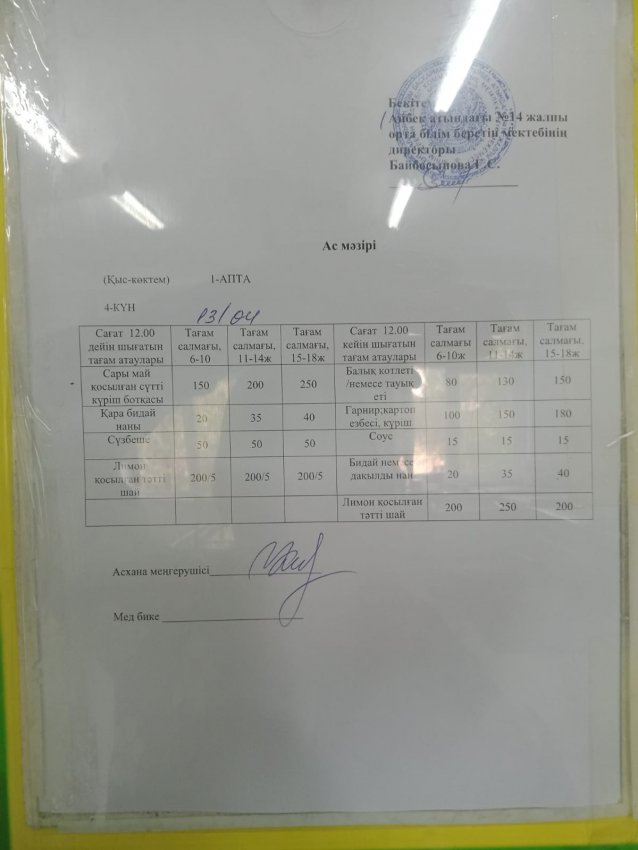 Бекіте
Әйбек атындағы №14 жалпы
орта білім беретін мектебінің
директоры
Байбосынова Г.С.
Ас мәзірі
(Қыс-көктем) 1-АПТА
4-КҮН 13/04
Сағат 12.00 дейін шығатын тағам атаулары | Тағам салмағы, 6-10 | Тағам салмағы, 11-14ж | Тағам салмағы, 15-18ж | Сағат 12.00 кейін шығатын тағам атаулары | Тағам салмағы 6-10ж | Тағам салмағы, 11-14ж | Тағам салмағы, 15-18ж
Сары май қосылған сүтті күріш ботқасы | 150 | 200 | 250 | Балық котлеті /немесе тауық еті | 80 | 130 | 150
Қара бидай наны | 20 | 35 | 40 | Гарнир;картоп езбесі, күріш | 100 | 150 | 180
Сүзбеше | 50 | 50 | 50 | Соус | 15 | 15 | 15
Лимон қосылған тәтті шай | 200/5 | 200/5 | 200/5 | Бидай немесе дақылды нан | 20 | 35 | 40
Лимон қосылған тәтті шай | 200 | 250 | 200
Асхана меңгерушісі
Мед бике